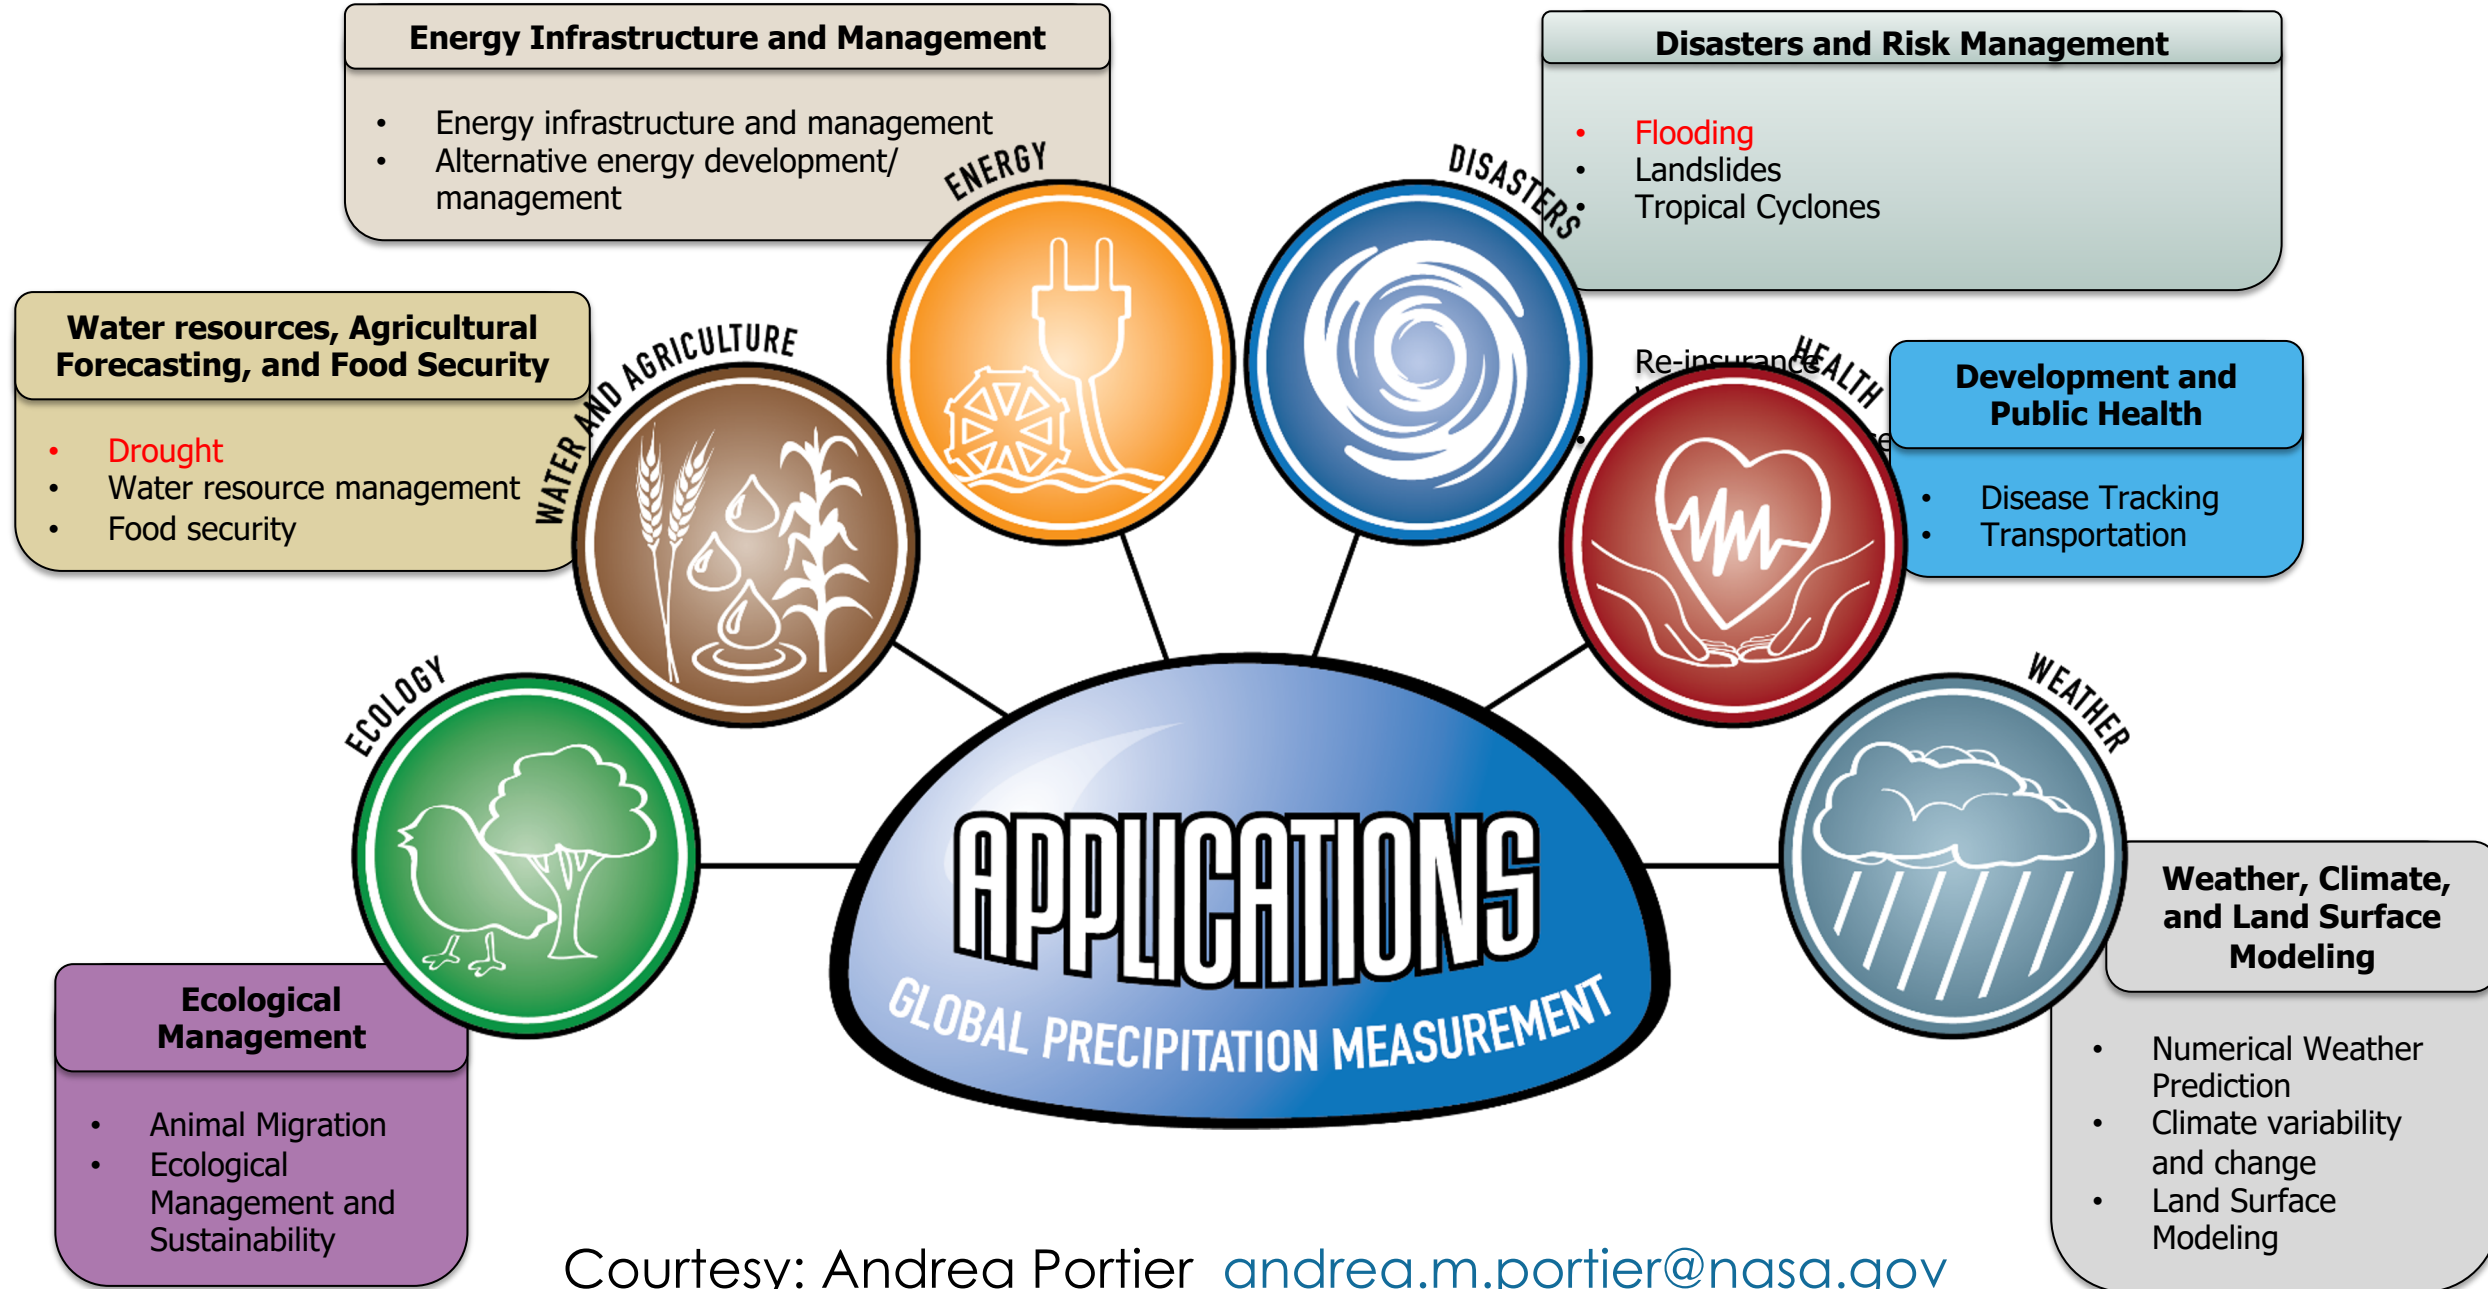 Energy Infrastructure and Management
• Energy infrastructure and management
• Alternative energy development/
management
ENERGY
Disasters and Risk Management
• Flooding
• Landslides
• Tropical Cyclones
DISASTERS
Water resources, Agricultural
Forecasting, and Food Security
• Drought
• Water resource management
• Food security
WATER AND AGRICULTURE
Re-insurance
HEALTH
Development and
Public Health
• Disease Tracking
• Transportation
ECOLOGY
Ecological
Management
• Animal Migration
• Ecological
Management and
Sustainability
WEATHER
Weather, Climate,
and Land Surface
Modeling
• Numerical Weather
Prediction
• Climate variability
and change
• Land Surface
Modeling
APPLICATIONS
GLOBAL PRECIPITATION MEASUREMENT
Courtesy: Andrea Portier andrea.m.portier@nasa.gov